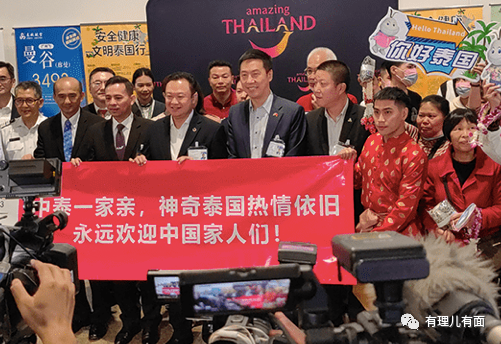 amazing
THAILAND
Hello Thailand
你好泰国
安全健康
文明泰国行
曼谷
中泰一家亲，神奇泰国热情依旧
永远欢迎中国家人们！
有理儿有面